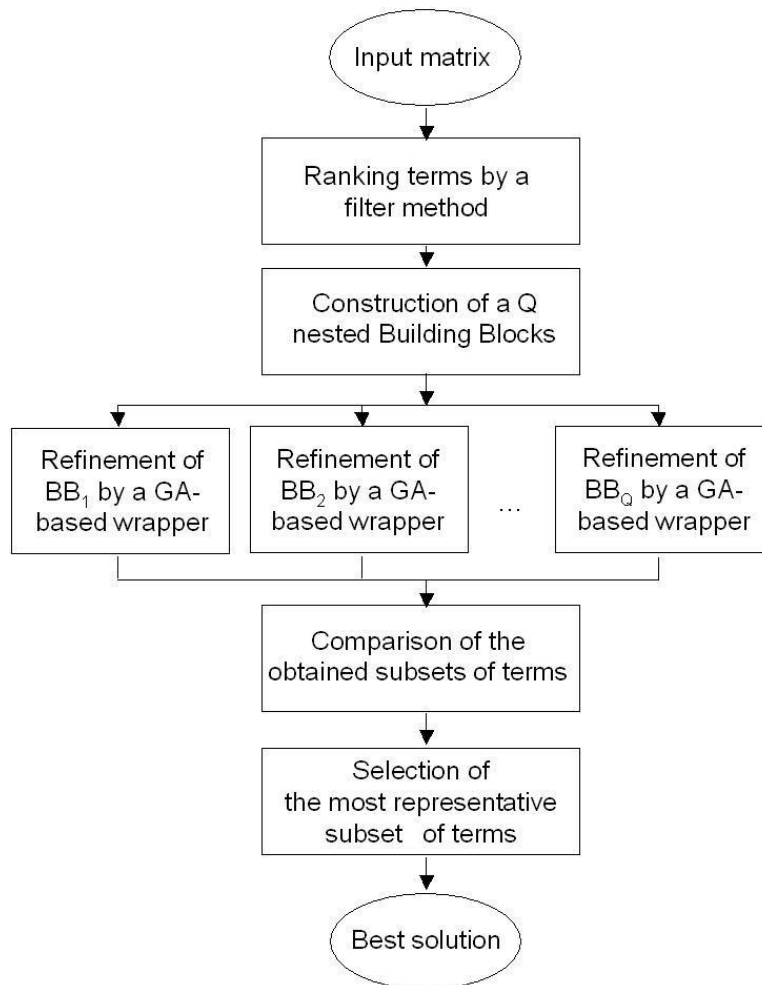 Input matrix
Ranking terms by a
filter method
Construction of a Q
nested Building Blocks
Refinement of
BB₁ by a GA-
based wrapper
Refinement of
BB₂ by a GA-
based wrapper
...
Refinement of
BB_Q by a GA-
based wrapper
Comparison of the
obtained subsets of terms
Selection of
the most representative
subset of terms
Best solution